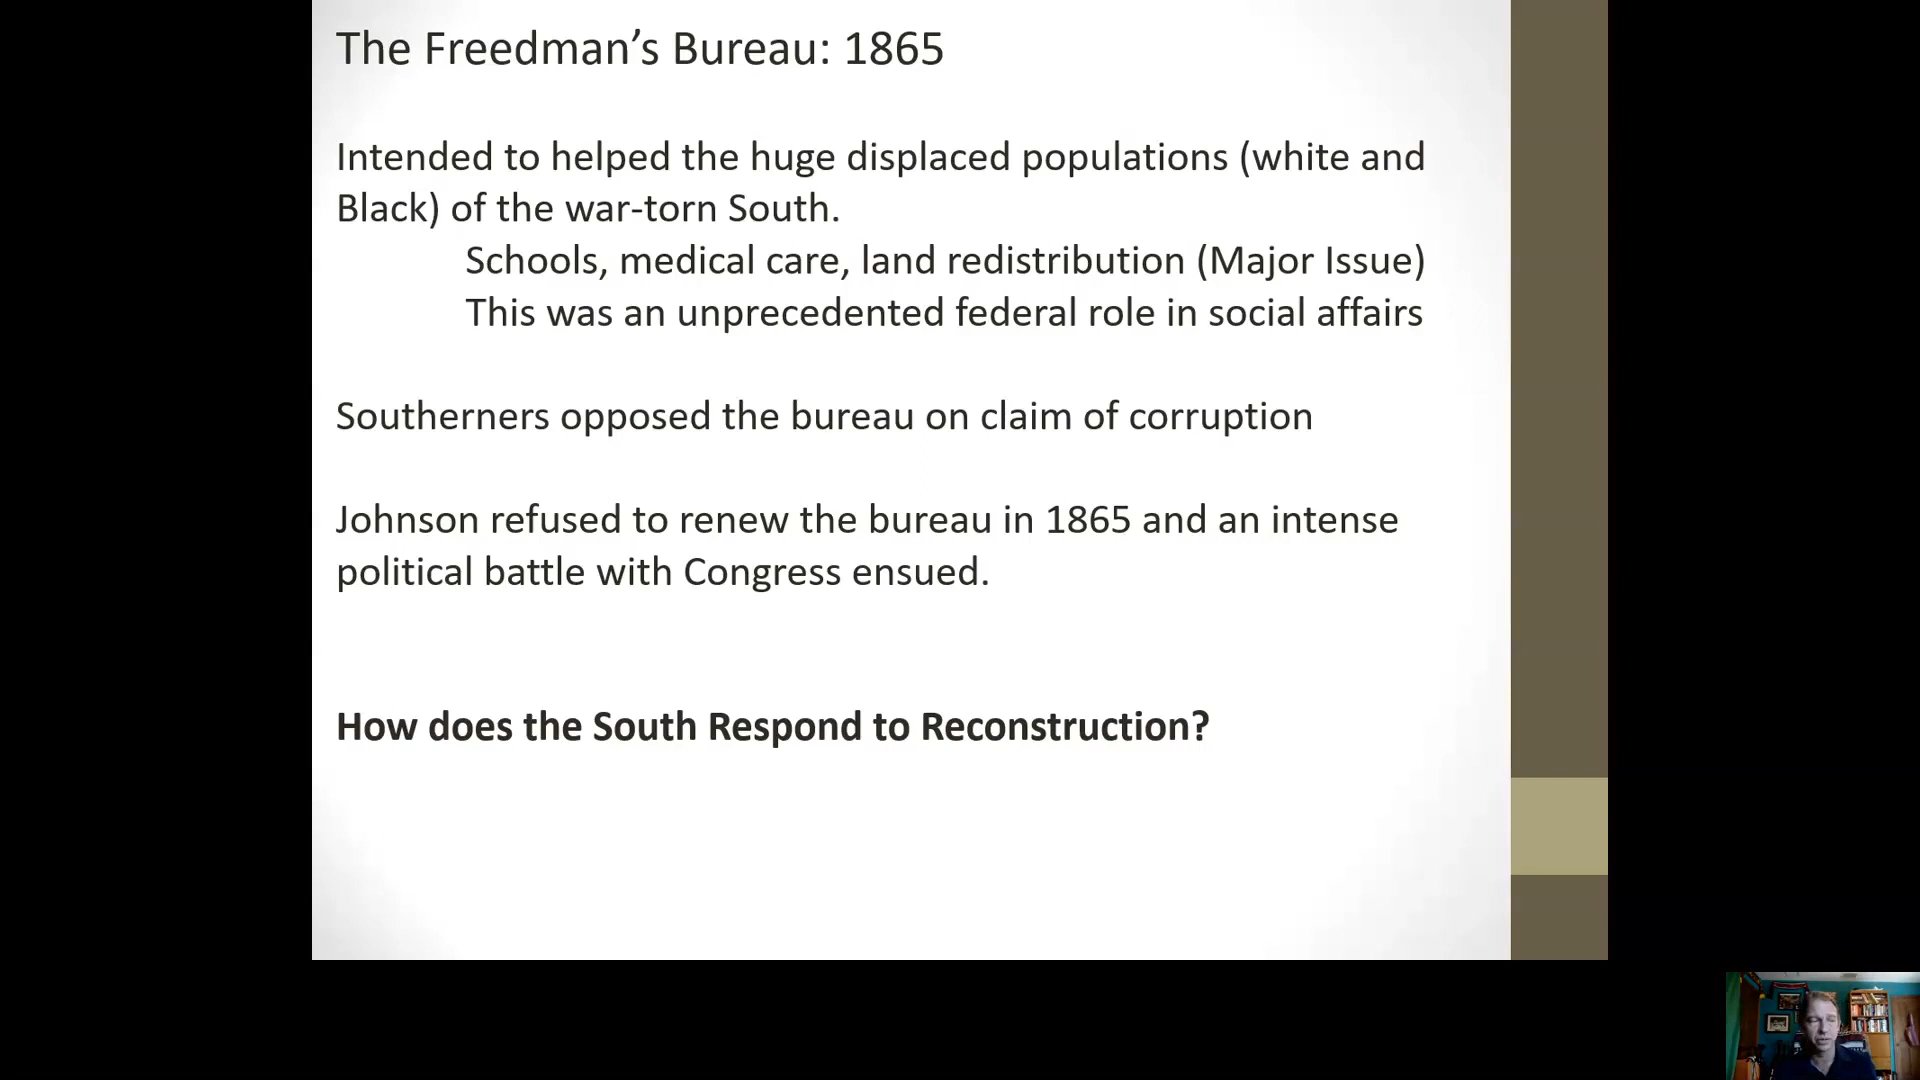 The Freedman’s Bureau: 1865
Intended to helped the huge displaced populations (white and
Black) of the war-torn South.
Schools, medical care, land redistribution (Major Issue)
This was an unprecedented federal role in social affairs
Southerners opposed the bureau on claim of corruption
Johnson refused to renew the bureau in 1865 and an intense
political battle with Congress ensued.
How does the South Respond to Reconstruction?